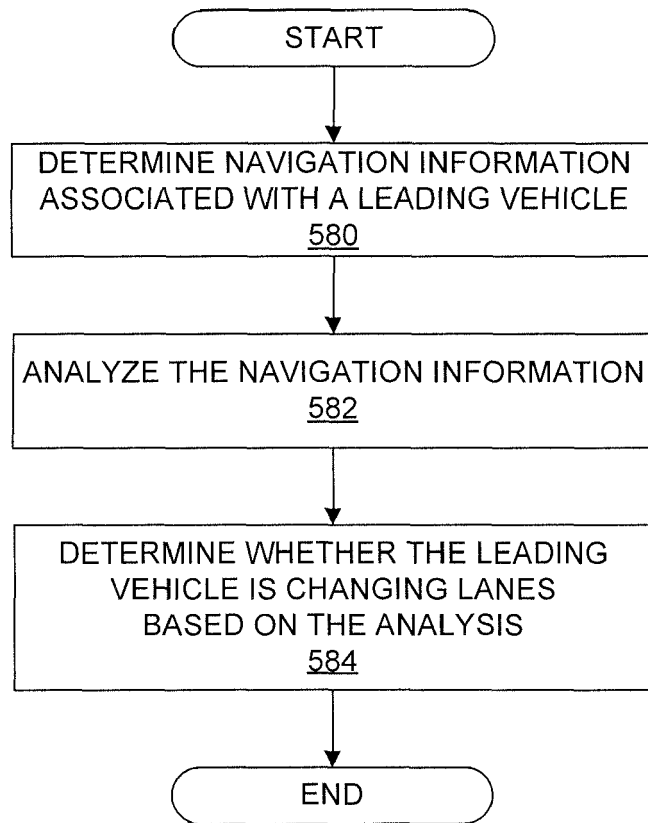 START
DETERMINE NAVIGATION INFORMATION
ASSOCIATED WITH A LEADING VEHICLE
580
ANALYZE THE NAVIGATION INFORMATION
582
DETERMINE WHETHER THE LEADING
VEHICLE IS CHANGING LANES
BASED ON THE ANALYSIS
584
END